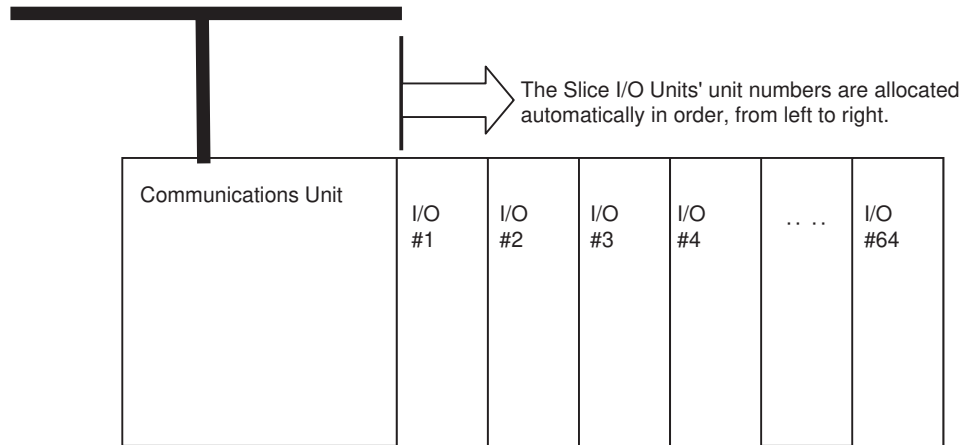 The Slice I/O Units' unit numbers are allocated
automatically in order, from left to right.
Communications Unit
I/O
#1
I/O
#2
I/O
#3
I/O
#4
.. ..
I/O
#64